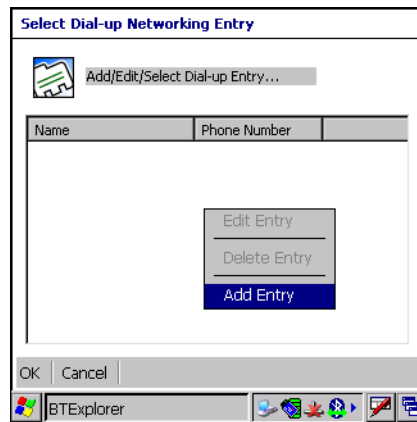 Select Dial-up Networking Entry
Add/Edit/Select Dial-up Entry...
Name Phone Number
Edit Entry
Delete Entry
Add Entry
OK Cancel
BTExplorer